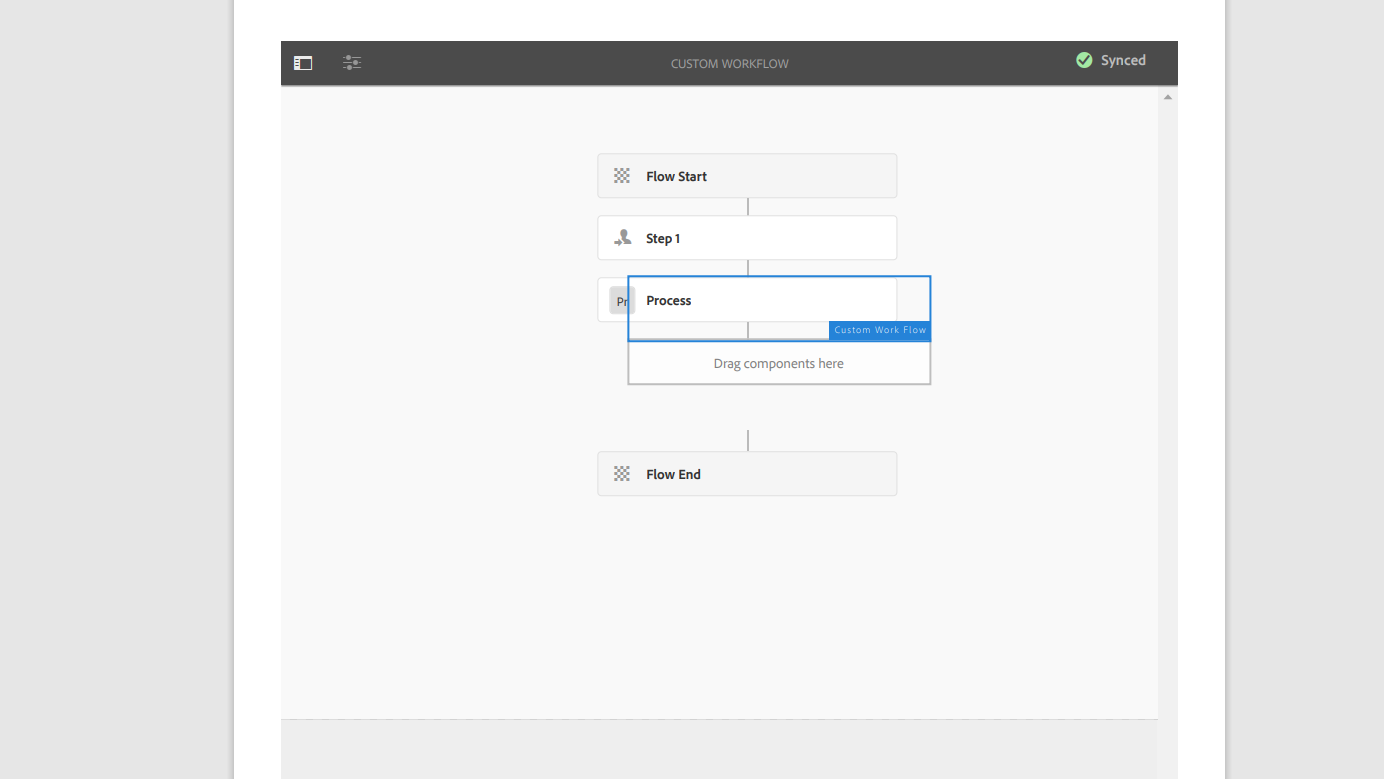 CUSTOM WORKFLOW
Synced
Flow Start
Step 1
Pr
Process
Custom Work Flow
Drag components here
Flow End